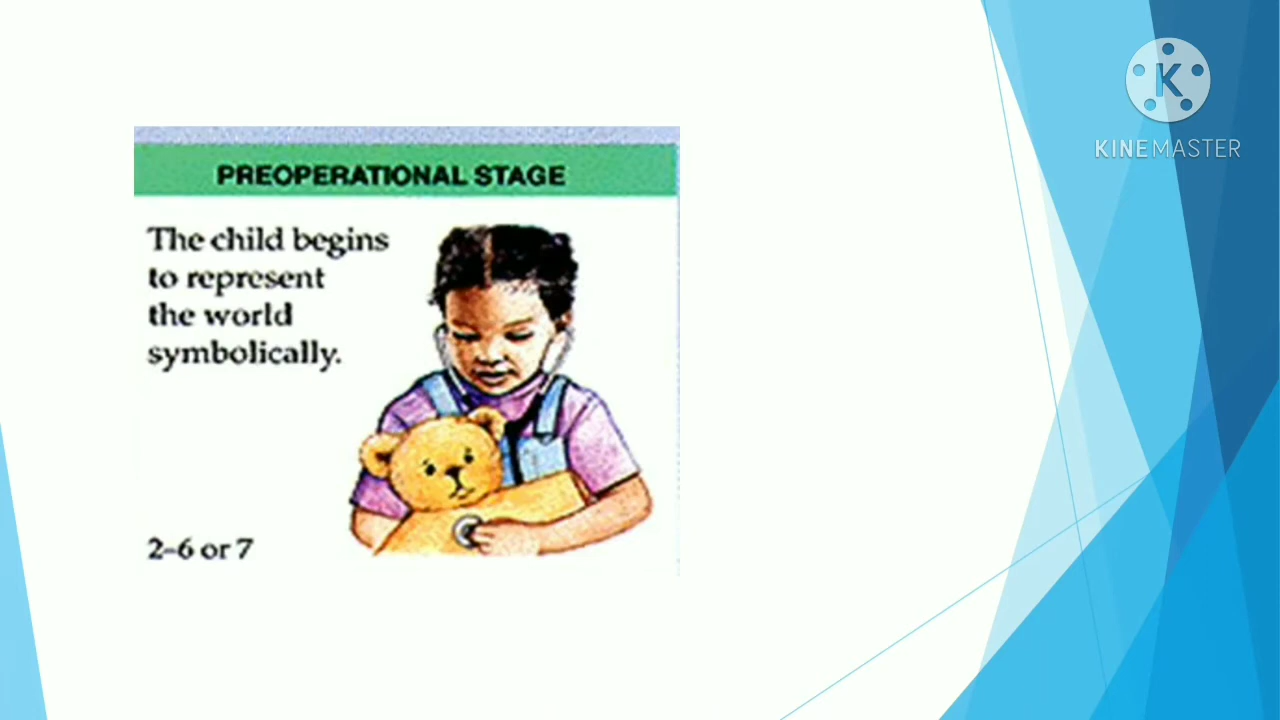 PREOPERATIONAL STAGE
The child begins
to represent
the world
symbolically.
2-6 or 7
K
KINEMASTER